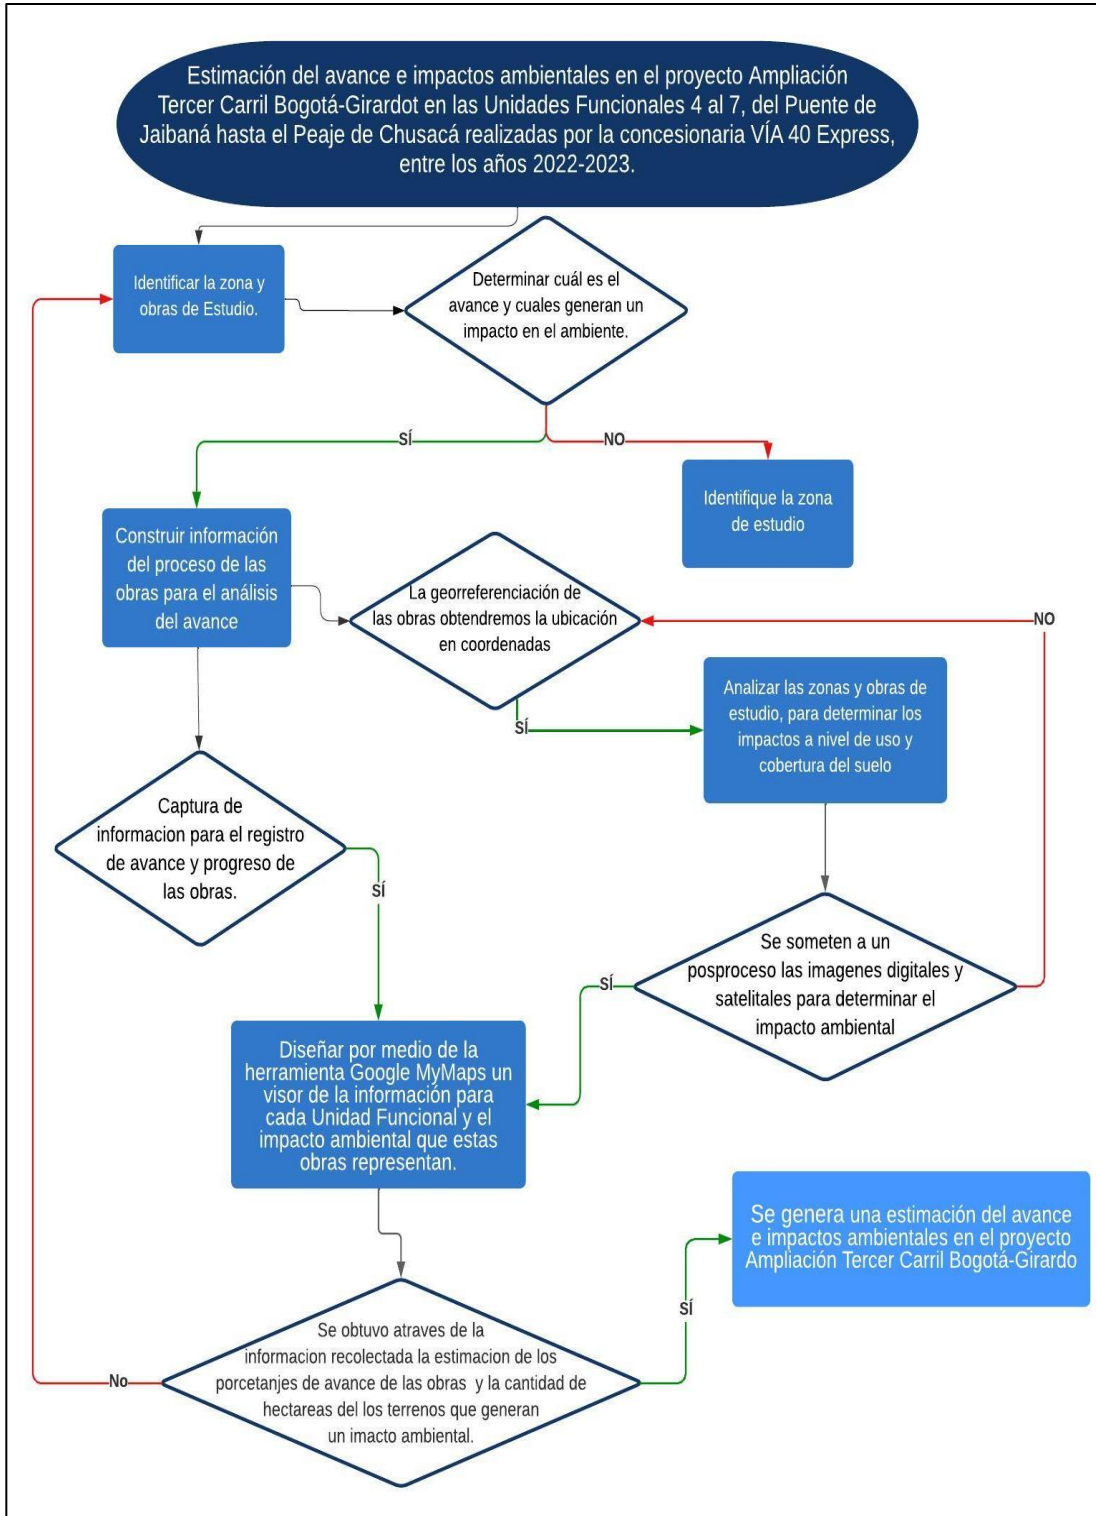 Estimación del avance e impactos ambientales en el proyecto Ampliación
Tercer Carril Bogotá-Girardot en las Unidades Funcionales 4 al 7, del Puente de
Jaibaná hasta el Peaje de Chusacá realizadas por la concesionaria VÍA 40 Express,
entre los años 2022-2023.
Identificar la zona y
obras de Estudio.
Determinar cuál es el
avance y cuales generan un
impacto en el ambiente.
SÍ
NO
Identifique la zona
de estudio
Construir información
del proceso de las
obras para el análisis
del avance
La georreferenciación de
las obras obtendremos la ubicación
en coordenadas
NO
SÍ
Analizar las zonas y obras de
estudio, para determinar los
impactos a nivel de uso y
cobertura del suelo
Captura de
informacion para el registro
de avance y progreso de
las obras.
SÍ
Se someten a un
posproceso las imagenes digitales y
satelitales para determinar el
impacto ambiental
SÍ
Diseñar por medio de la
herramienta Google MyMaps un
visor de la información para
cada Unidad Funcional y el
impacto ambiental que estas
obras representan.
Se genera una estimación del avance
e impactos ambientales en el proyecto
Ampliación Tercer Carril Bogotá-Girardo
SÍ
Se obtuvo atraves de la
informacion recolectada la estimacion de los
porcetanjes de avance de las obras y la cantidad de
hectareas del los terrenos que generan
un imacto ambiental.
No